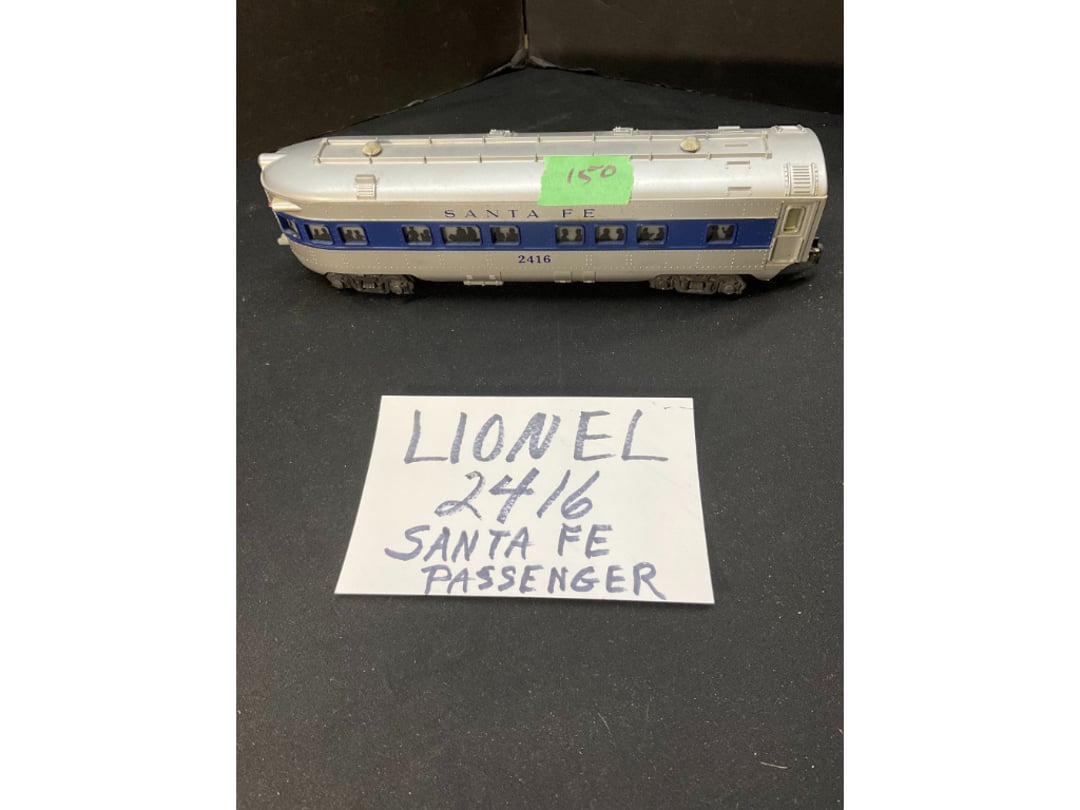 150
SANTA FE
2416
LIONEL
2416
SANTA FE
PASSENGER